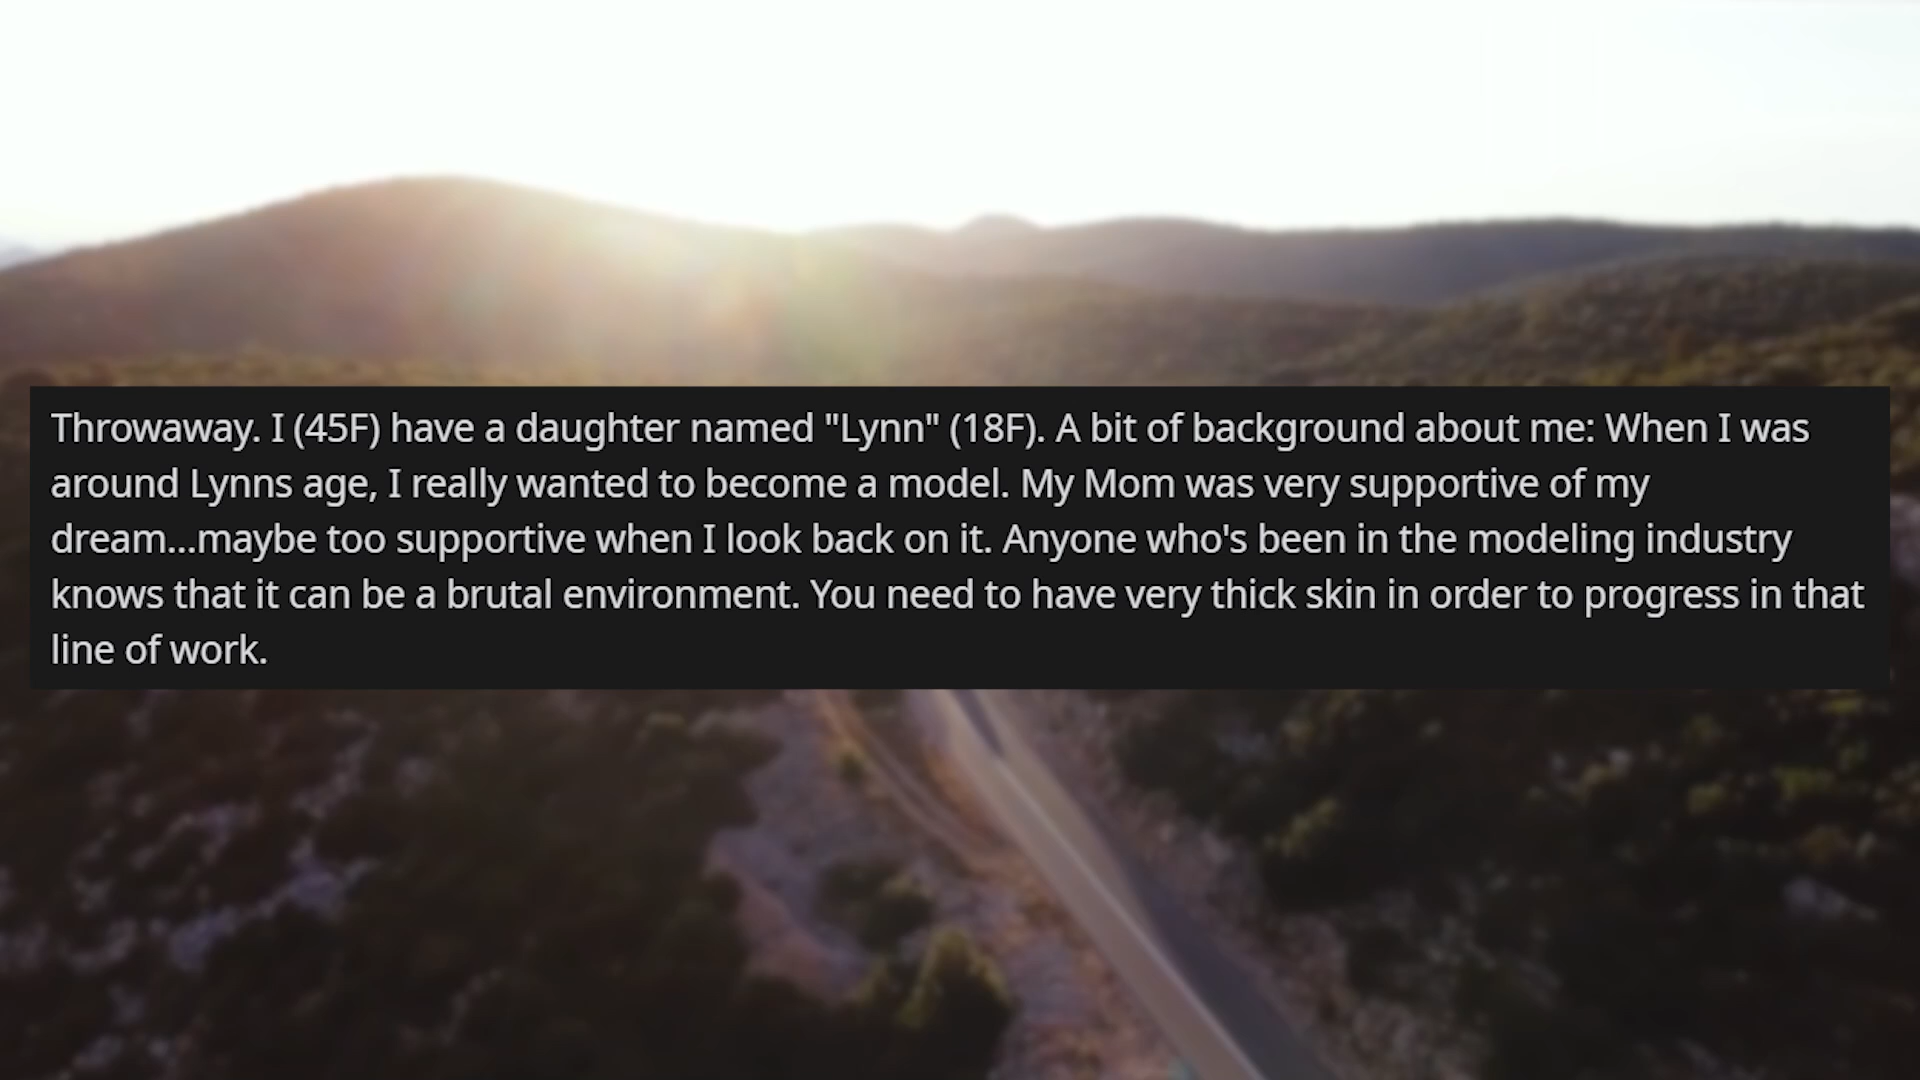 Throwaway. I (45F) have a daughter named "Lynn" (18F). A bit of background about me: When I was
around Lynns age, I really wanted to become a model. My Mom was very supportive of my
dream...maybe too supportive when I look back on it. Anyone who's been in the modeling industry
knows that it can be a brutal environment. You need to have very thick skin in order to progress in that
line of work.